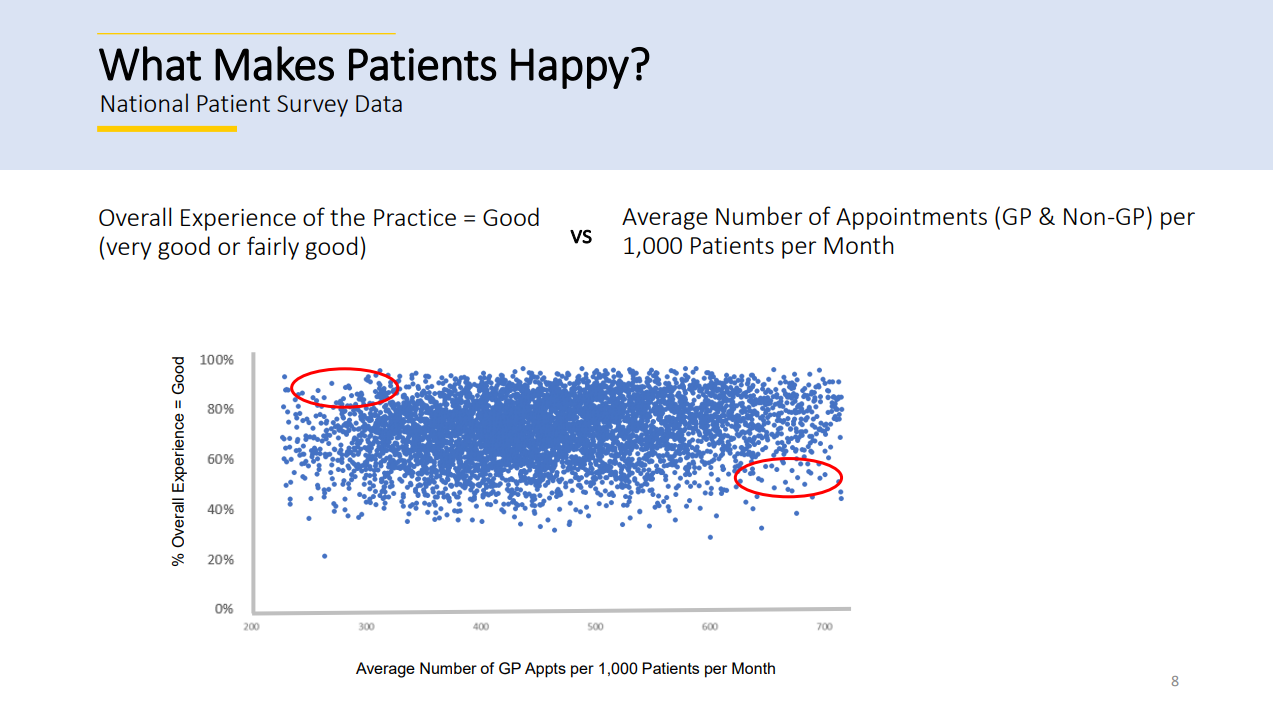 What Makes Patients Happy?
National Patient Survey Data
Overall Experience of the Practice = Good
(very good or fairly good)
vs
Average Number of Appointments (GP & Non-GP) per
1,000 Patients per Month
% Overall Experience = Good
100%
80%
60%
40%
20%
0%
200 300 400 500 600 700
Average Number of GP Appts per 1,000 Patients per Month
8